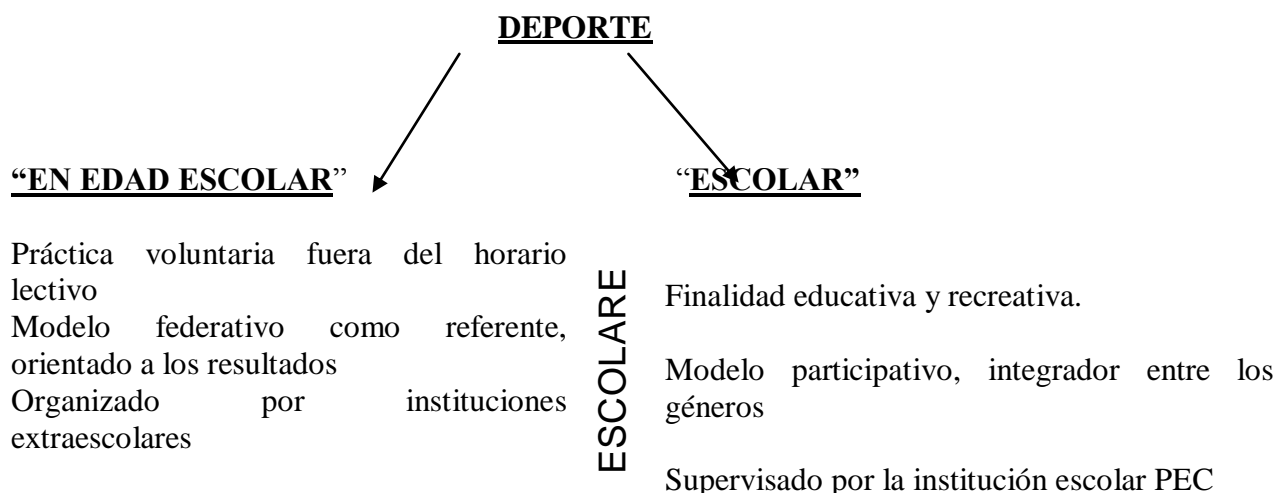 DEPORTE
“EN EDAD ESCOLAR”
Práctica voluntaria fuera del horario
lectivo
Modelo federativo como referente,
orientado a los resultados
Organizado por instituciones
extraescolares
ESCOLARE
“ESCOLAR”
Finalidad educativa y recreativa.
Modelo participativo, integrador entre los
géneros
Supervisado por la institución escolar PEC